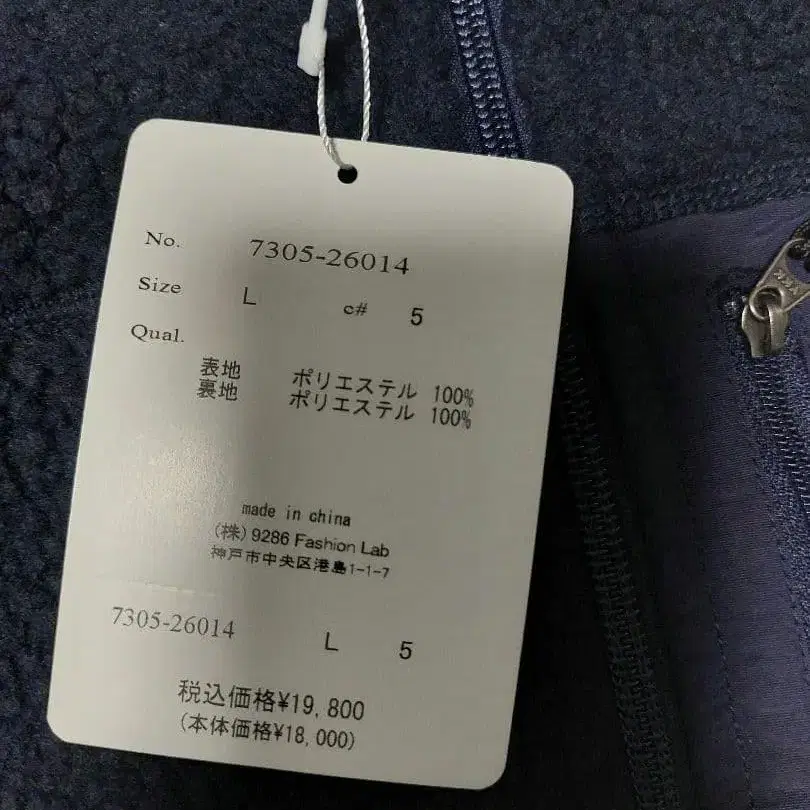 No. 7305-26014
Size L c# 5
Qual.
表地 ポリエステル 100%
裏地 ポリエステル 100%
made in china
(株) 9286 Fashion Lab
神戸市中央区港島1-1-7
7305-26014 L 5
税込価格¥19,800
(本体価格¥18,000)